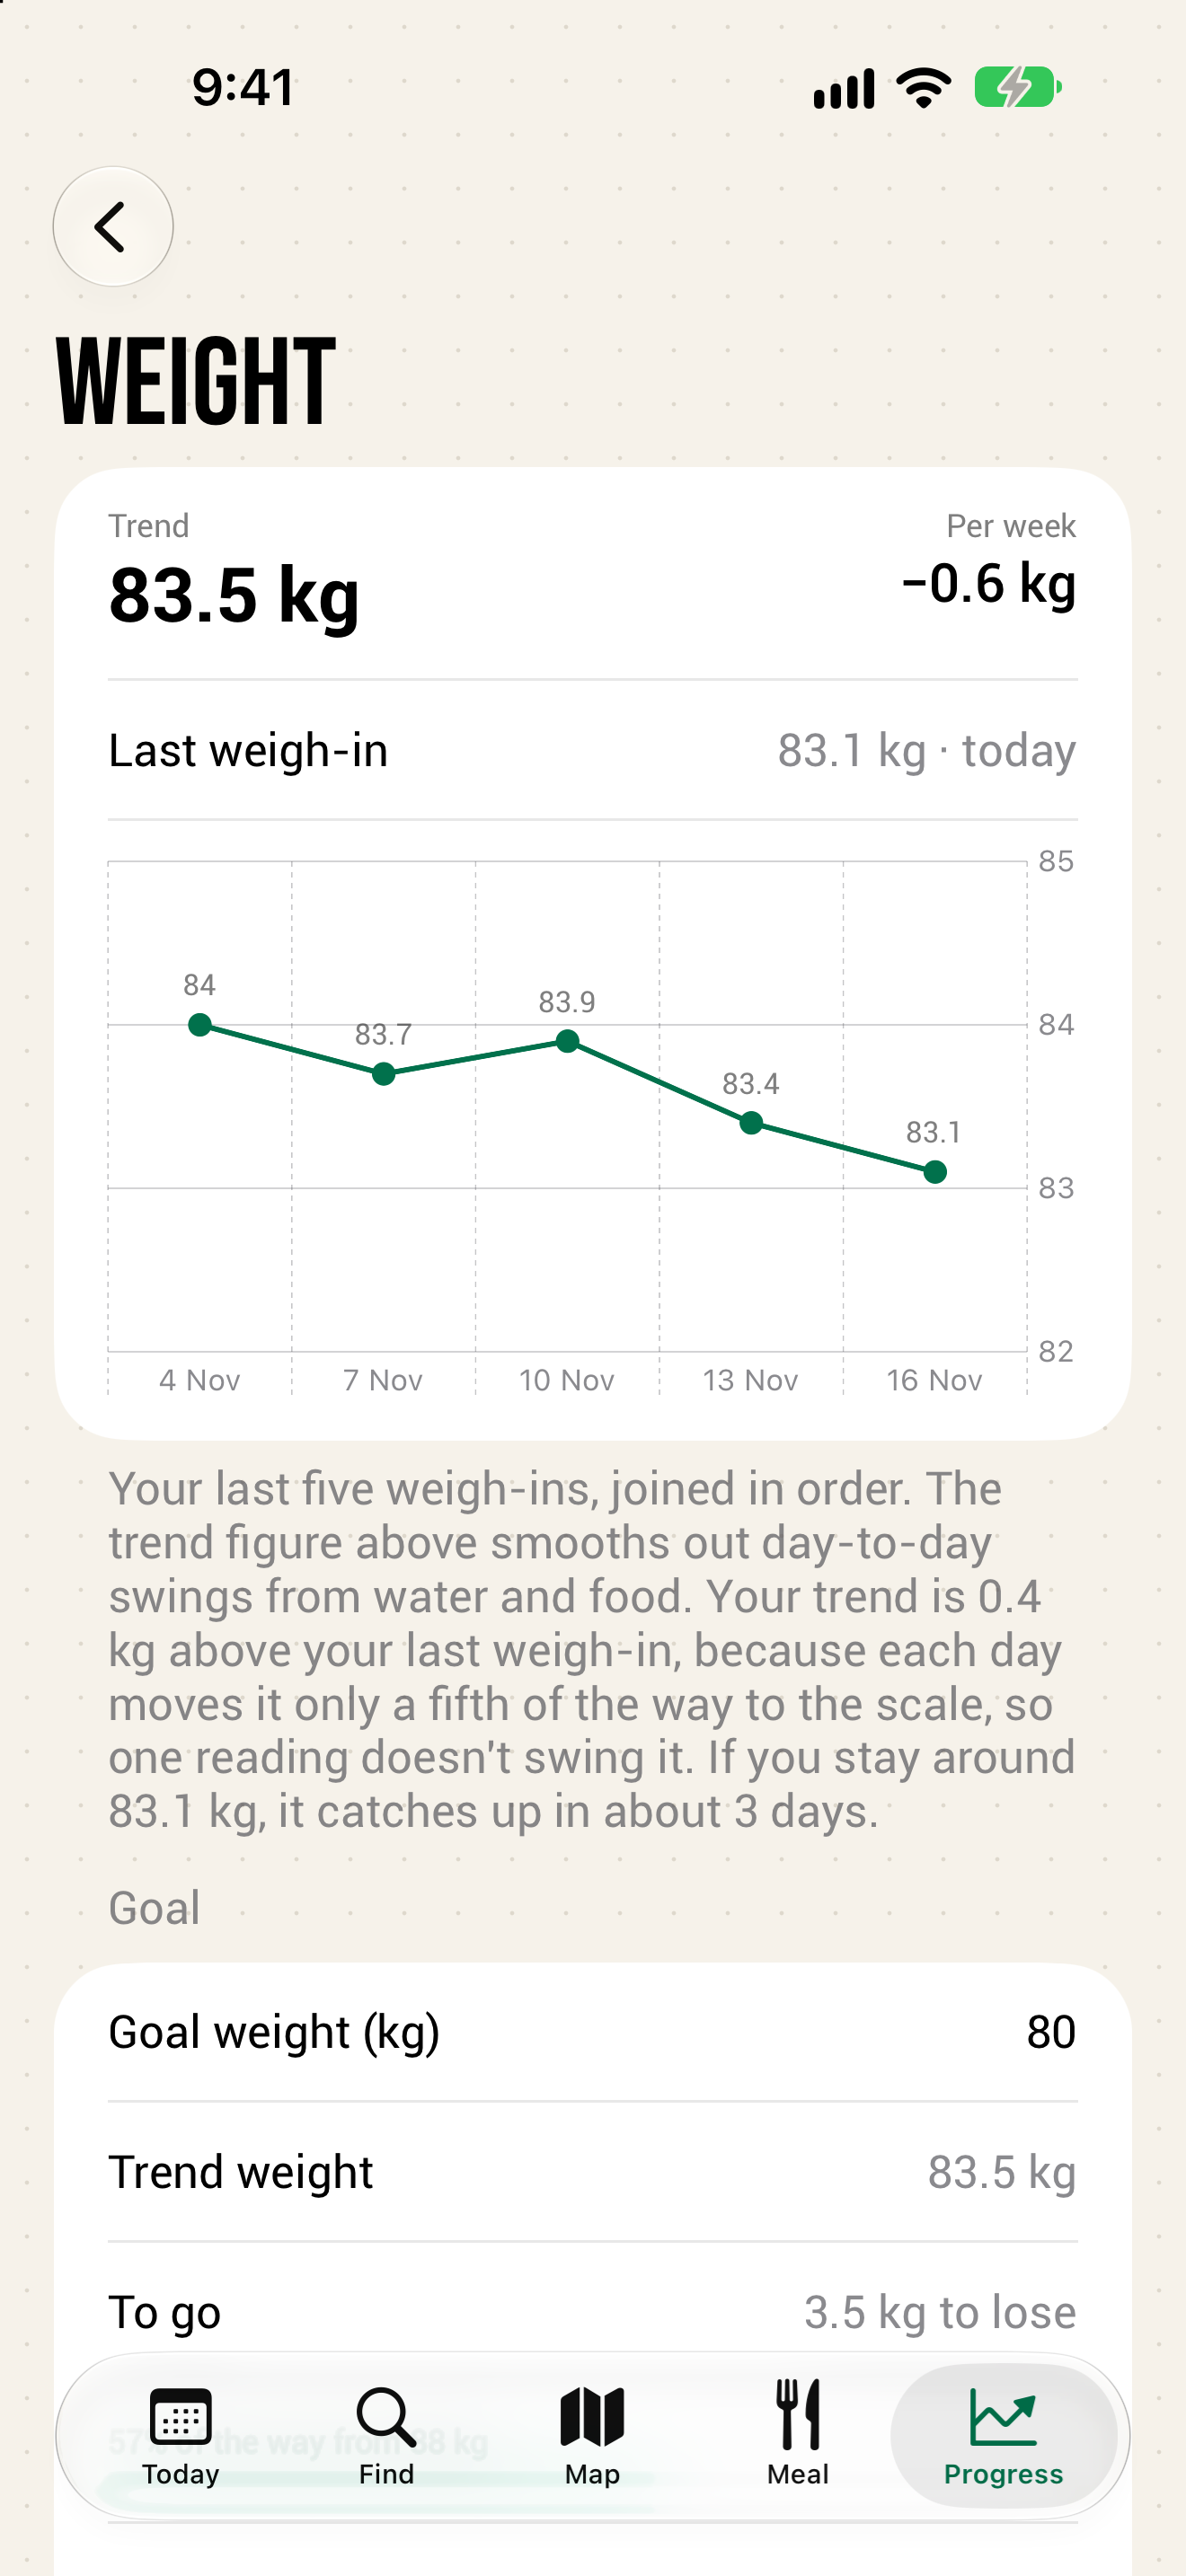 9:41
WEIGHT
Trend
Per week
83.5 kg
−0.6 kg
Last weigh-in
83.1 kg · today
85
84
83.9
83.7
84
83.4
83.1
83
82
4 Nov
7 Nov
10 Nov
13 Nov
16 Nov
Your last five weigh-ins, joined in order. The
trend figure above smooths out day-to-day
swings from water and food. Your trend is 0.4
kg above your last weigh-in, because each day
moves it only a fifth of the way to the scale, so
one reading doesn't swing it. If you stay around
83.1 kg, it catches up in about 3 days.
Goal
Goal weight (kg)
80
Trend weight
83.5 kg
To go
3.5 kg to lose
the way from 88 kg
Today
Find
Map
Meal
Progress